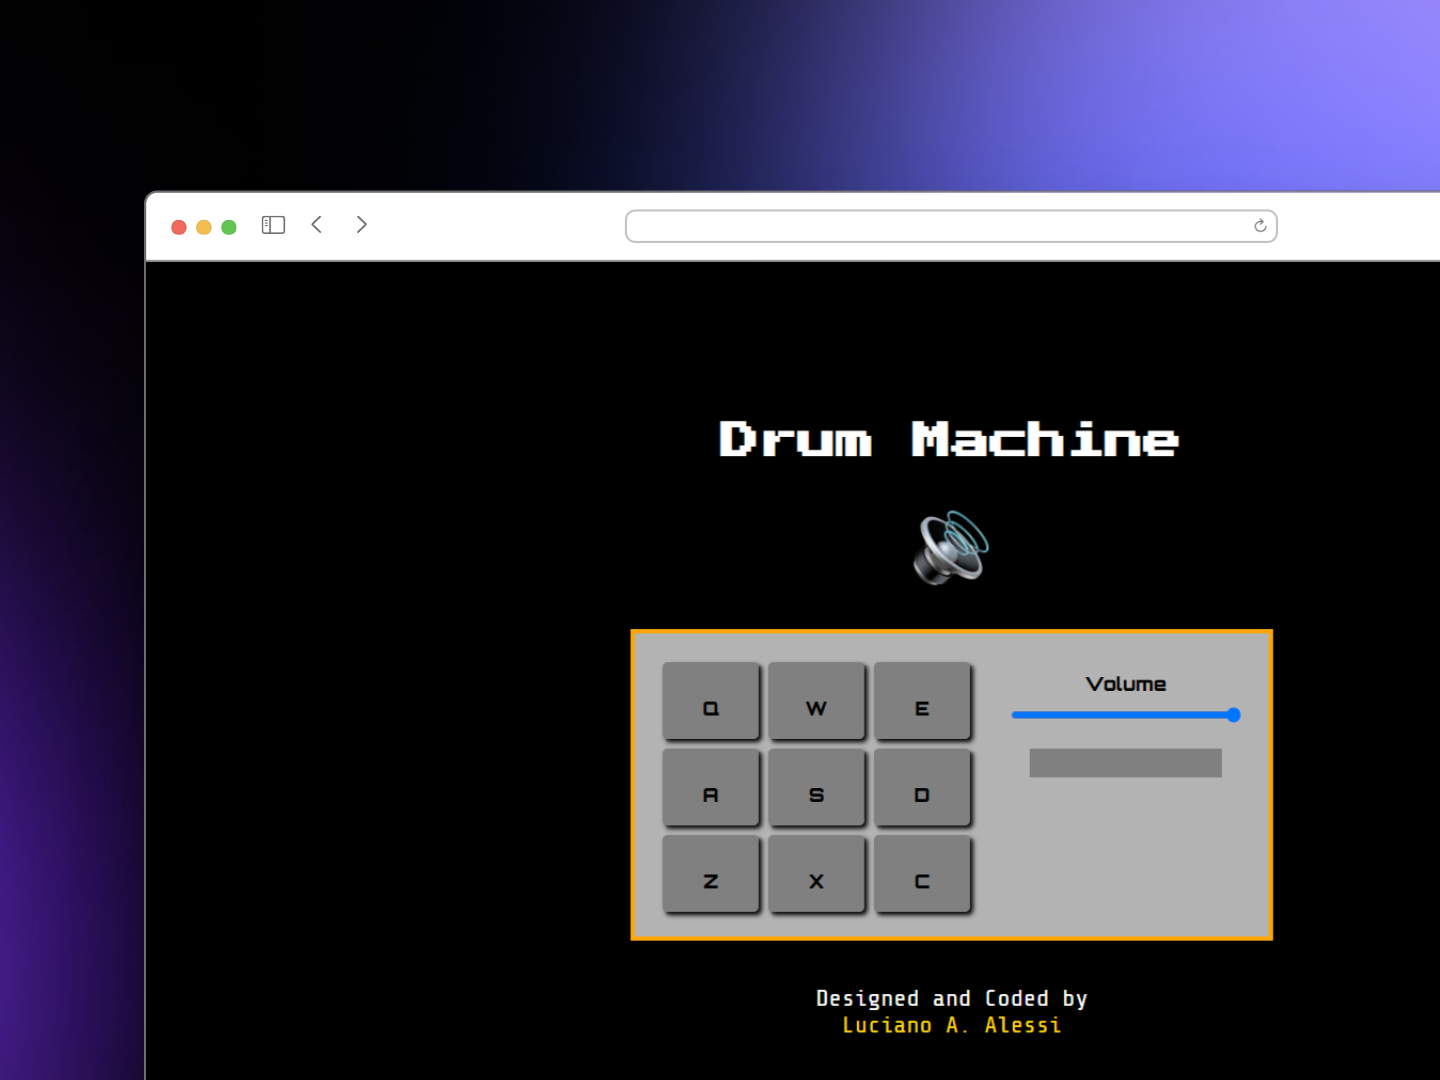 Drum Machine
Q W E
Volume
A S D
Z X C
Designed and Coded by
Luciano A. Alessi